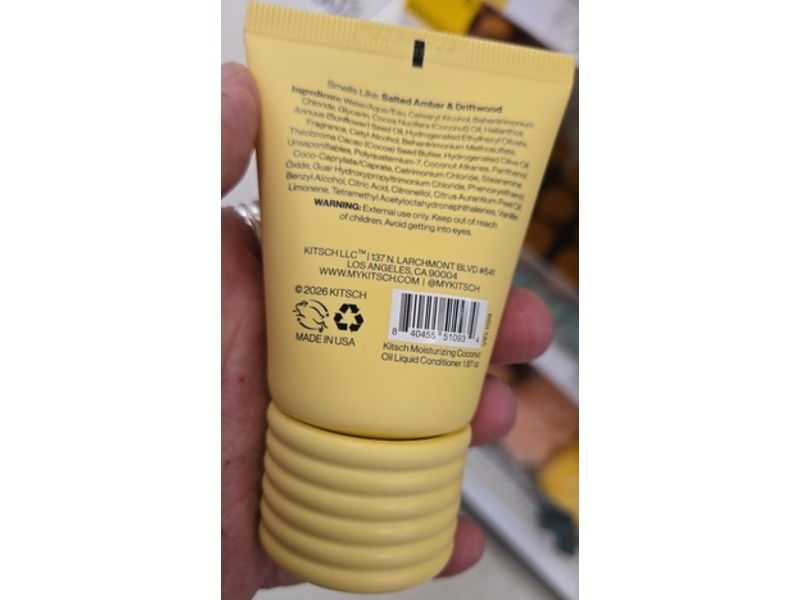 Smells Like: Salted Amber & Driftwood
Ingredients: Water/Aqua/Eau, Cetearyl Alcohol, Behentrimonium
Chloride, Glycerin, Cocos Nucifera (Coconut) Oil, Helianthus
Annuus (Sunflower) Seed Oil, Hydrogenated Ethylhexyl Olivate,
Fragrance, Cetyl Alcohol, Behentrimonium Methosulfate,
Theobroma Cacao (Cocoa) Seed Butter, Hydrogenated Olive Oil
Unsaponifiables, Polyquaternium-7, Coconut Alkanes, Panthenol,
Coco-Caprylate/Caprate, Cetrimonium Chloride, Stearamine
Oxide, Guar Hydroxypropyltrimonium Chloride, Phenoxyethanol,
Benzyl Alcohol, Citric Acid, Citronellol, Citrus Aurantium Peel Oil,
Limonene, Tetramethyl Acetyloctahydronaphthalenes, Vanillin
WARNING: External use only. Keep out of reach
of children. Avoid getting into eyes.
KITSCH LLC™ | 137 N. LARCHMONT BLVD #641
LOS ANGELES, CA 90004
WWW.MYKITSCH.COM | @MYKITSCH
© 2026 KITSCH
MADE IN USA
8 40455 51093
Kitsch Moisturizing Coconut
Oil Liquid Conditioner 1.87 oz